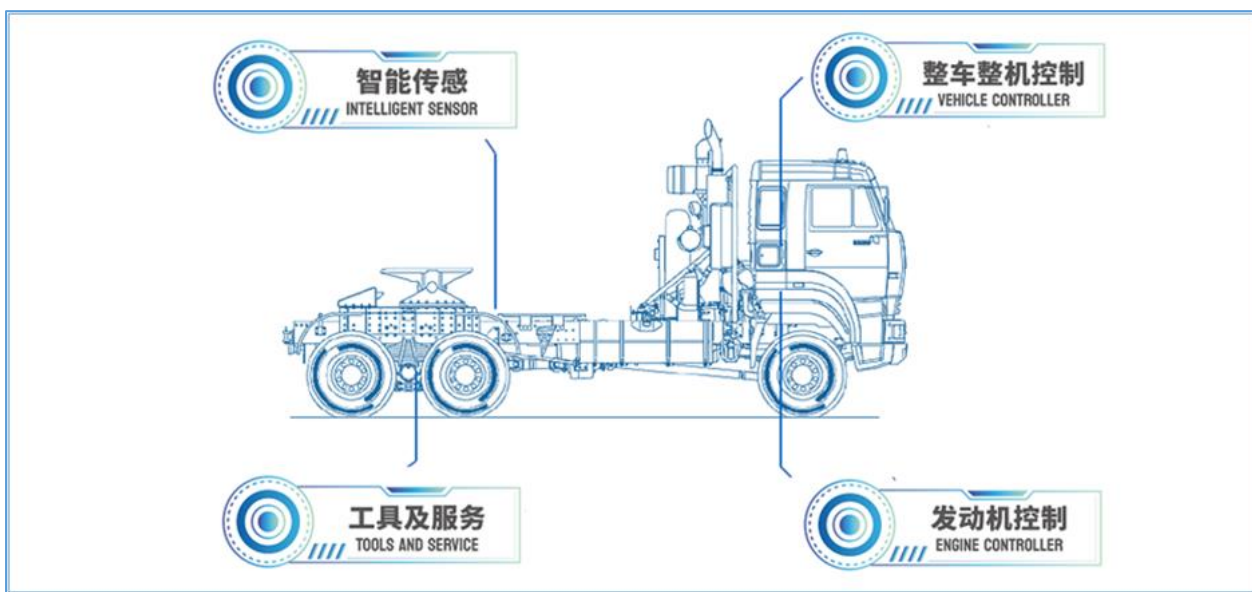 智能传感
INTELLIGENT SENSOR
整车整机控制
VEHICLE CONTROLLER
工具及服务
TOOLS AND SERVICE
发动机控制
ENGINE CONTROLLER